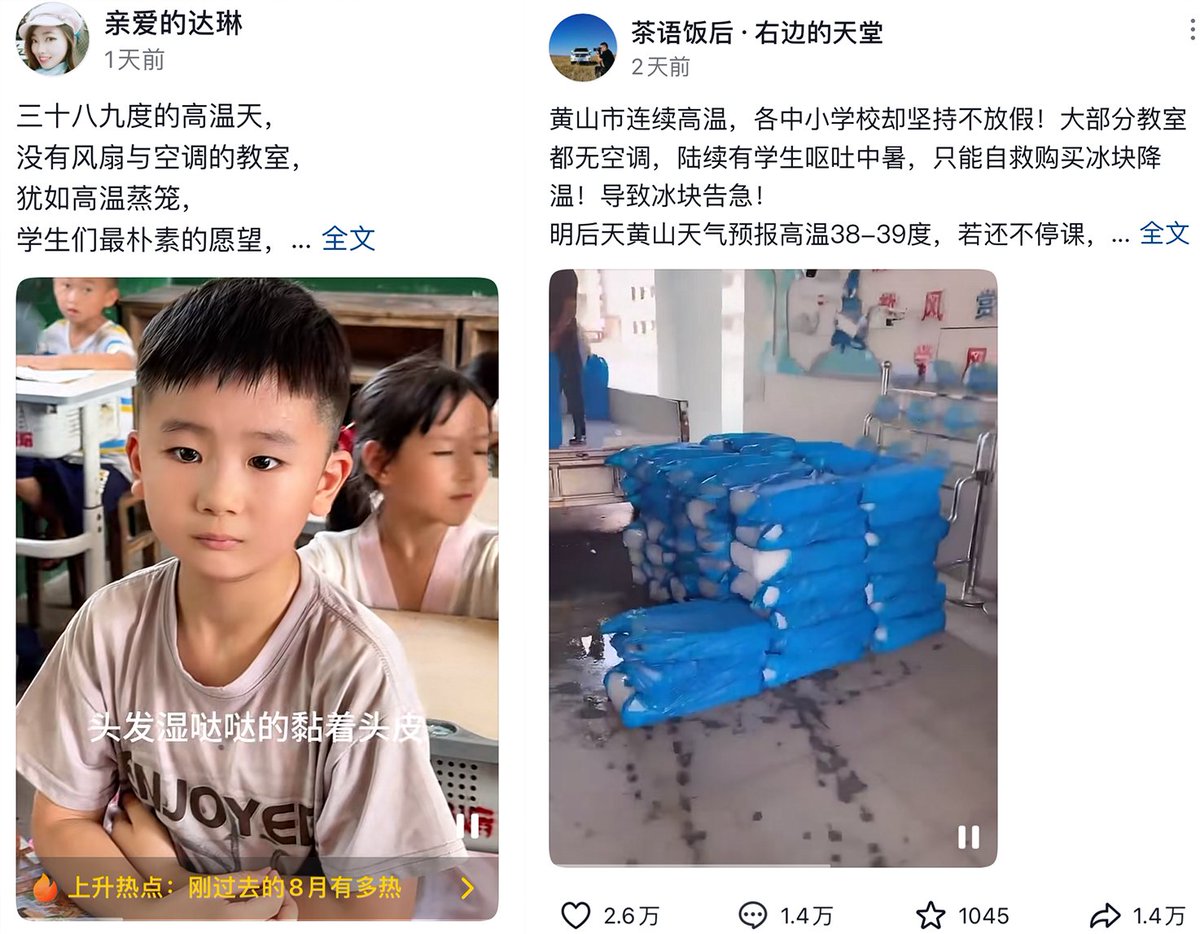 亲爱的达琳
1天前
三十八九度的高温天，
没有风扇与空调的教室，
犹如高温蒸笼，
学生们最朴素的愿望，... 全文
头发湿哒哒的黏着头皮
ENJOYED
上升热点：刚过去的8月有多热
茶语饭后 · 右边的天堂
2天前
黄山市连续高温，各中小学校却坚持不放假！大部分教室
都无空调，陆续有学生呕吐中暑，只能自救购买冰块降
温！导致冰块告急！
明后天黄山天气预报高温38-39度，若还不停课，... 全文
风 赏
风
2.6万 1.4万 1045 1.4万